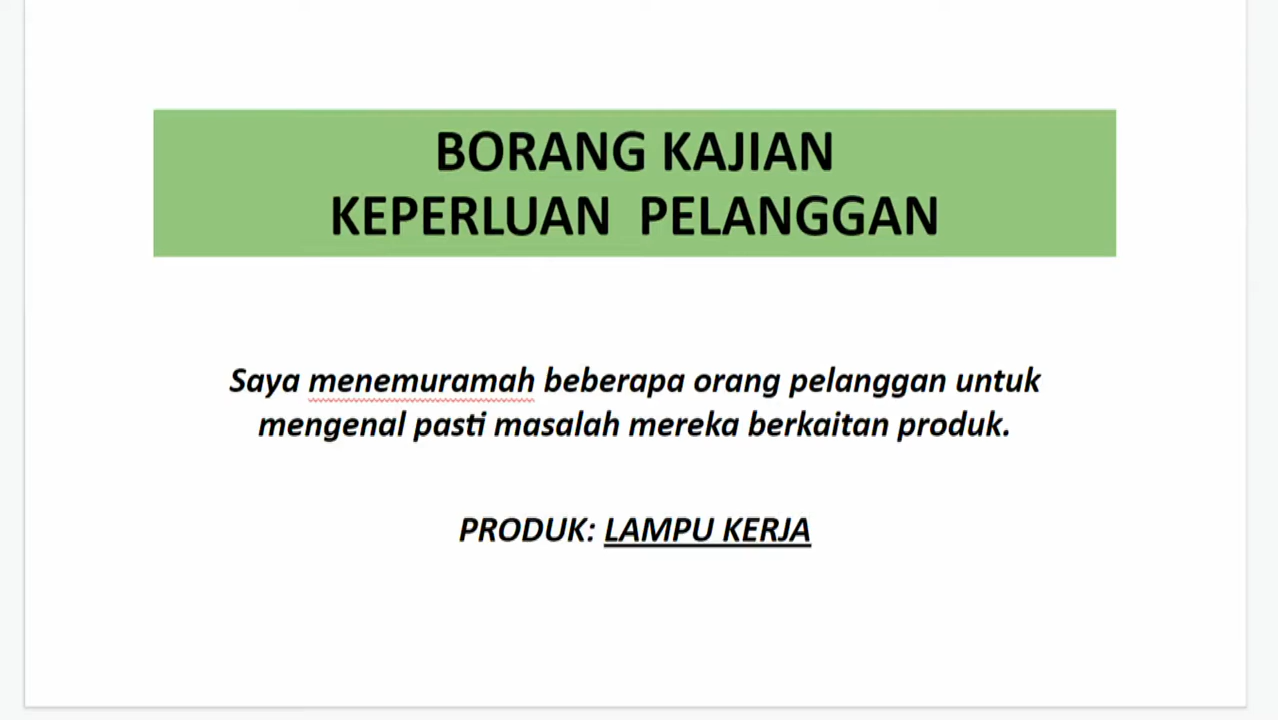 BORANG KAJIAN
KEPERLUAN PELANGGAN
Saya menemuramah beberapa orang pelanggan untuk
mengenal pasti masalah mereka berkaitan produk.
PRODUK: LAMPU KERJA